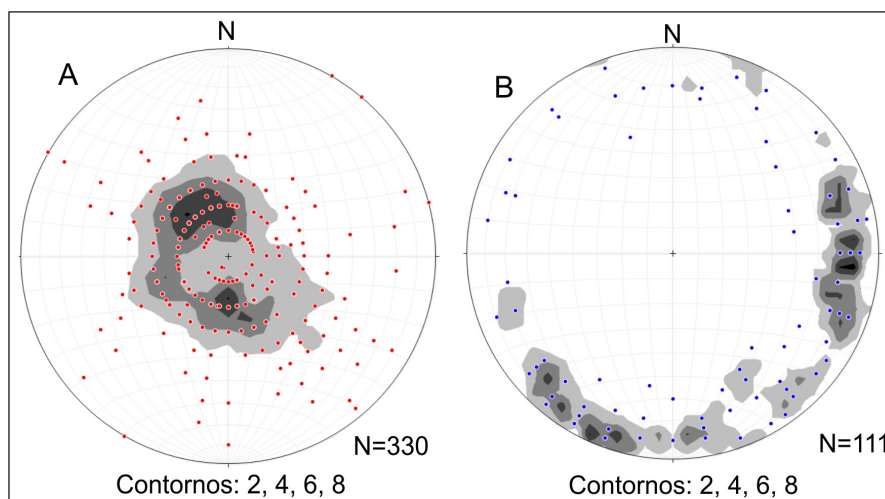 N
A
N=330
Contornos: 2, 4, 6, 8
N
B
N=111
Contornos: 2, 4, 6, 8